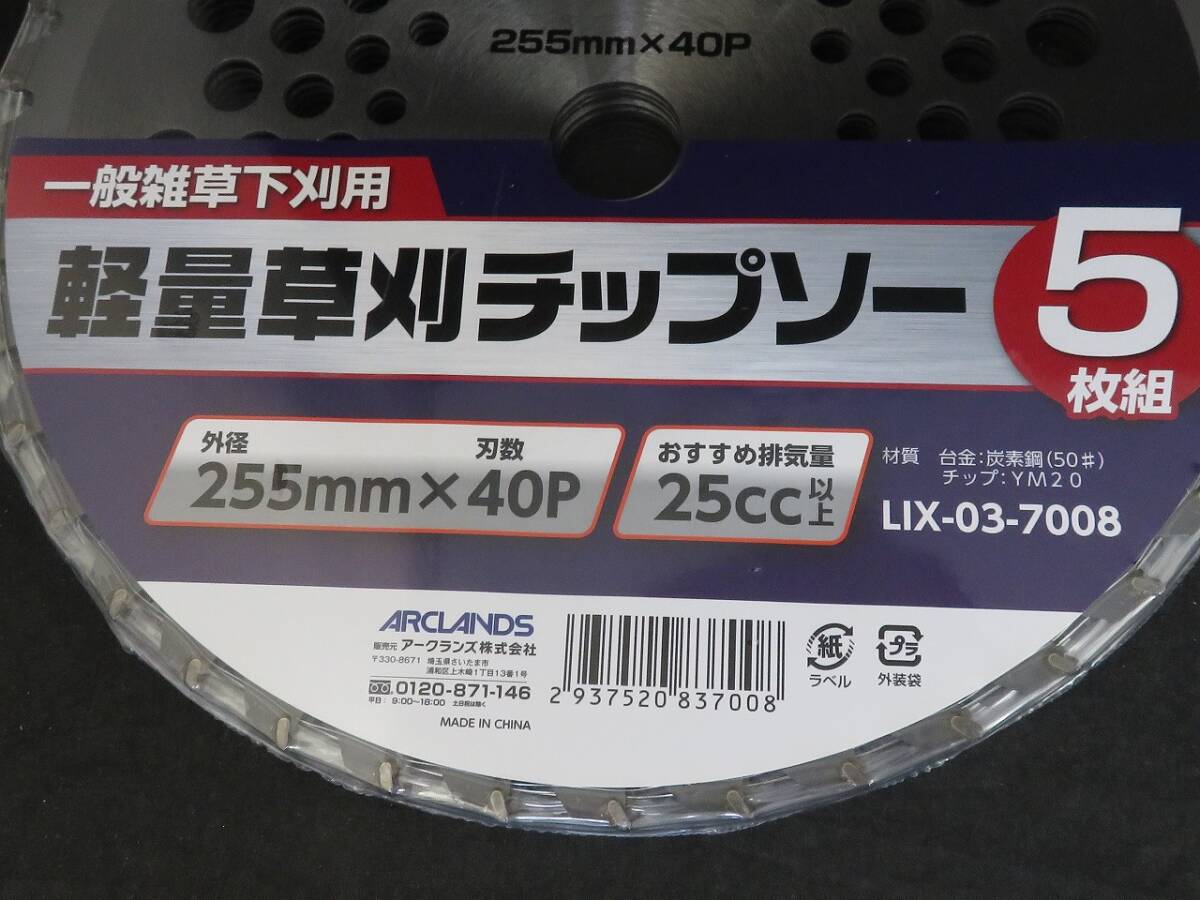 255mm×40P
一般雑草下刈用
軽量草刈チップソー
5
枚組
外径 刃数
255mm×40P
おすすめ排気量
25cc以上
材質 台金:炭素鋼(50♯)
チップ:YM20
LIX-03-7008
ARCLANDS
販売元 アークランズ株式会社
〒330-8671 埼玉県さいたま市
浦和区上木崎1丁目13番1号
0120-871-146
平日: 9:00〜18:00 土日祝は除く
MADE IN CHINA
2937520837008
紙
ラベル
プラ
外装袋